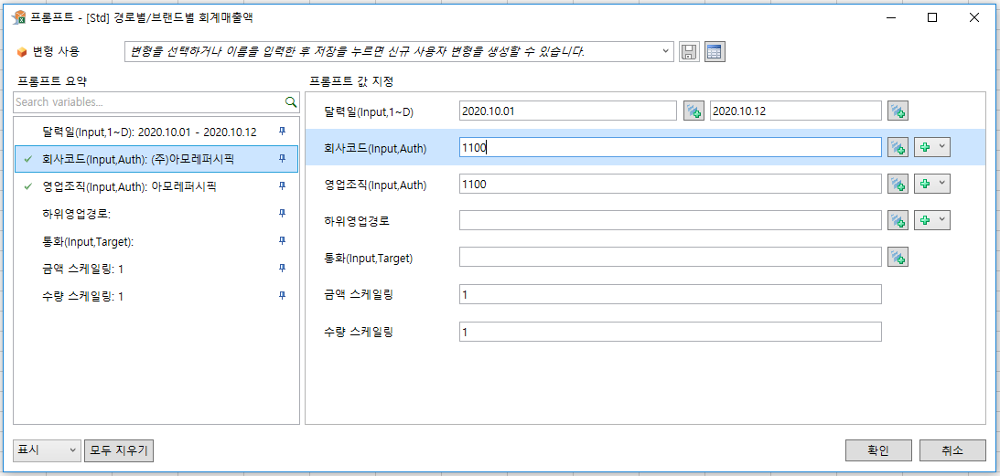 프롬프트 - [Std] 경로별/브랜드별 회계매출액
변형 사용
변형을 선택하거나 이름을 입력한 후 저장을 누르면 신규 사용자 변형을 생성할 수 있습니다.
프롬프트 요약
Search variables...
달력일(Input,1~D): 2020.10.01 - 2020.10.12
회사코드(Input,Auth): (주)아모레퍼시픽
영업조직(Input,Auth): 아모레퍼시픽
하위영업경로:
통화(Input,Target):
금액 스케일링: 1
수량 스케일링: 1
프롬프트 값 지정
달력일(Input,1~D) 2020.10.01 2020.10.12
회사코드(Input,Auth) 1100
영업조직(Input,Auth) 1100
하위영업경로
통화(Input,Target)
금액 스케일링 1
수량 스케일링 1
표시 모두 지우기 확인 취소